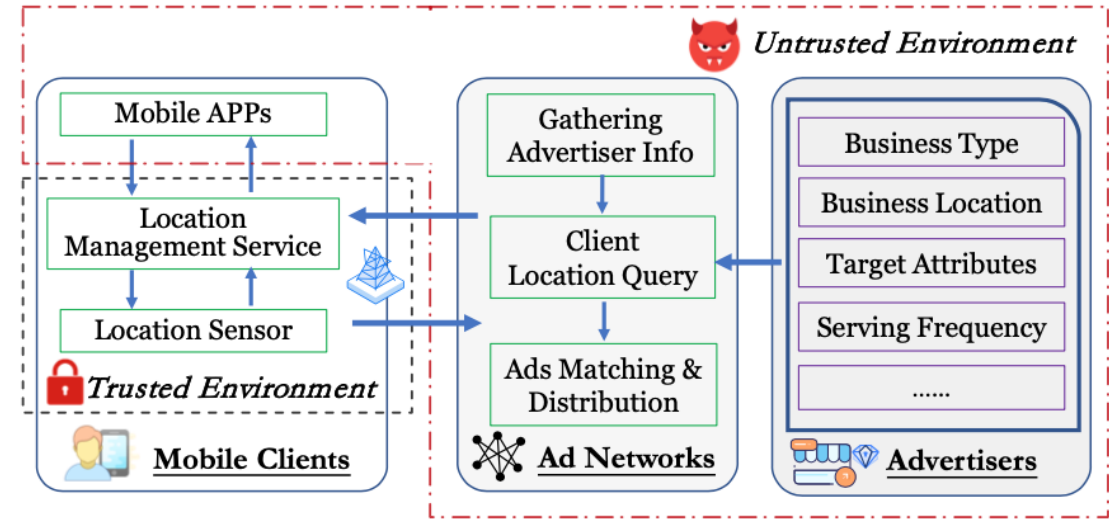 Untrusted Environment
Mobile APPs
Location
Management Service
Location Sensor
Trusted Environment
Mobile Clients
Gathering
Advertiser Info
Client
Location Query
Ads Matching &
Distribution
Ad Networks
Business Type
Business Location
Target Attributes
Serving Frequency
......
Advertisers